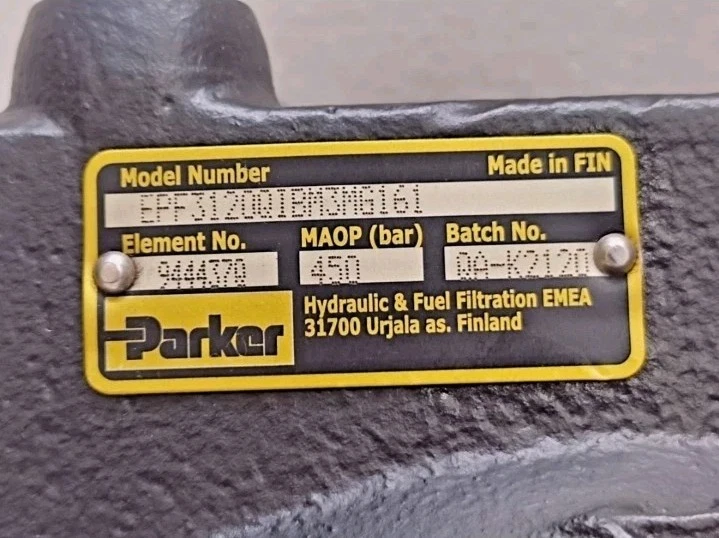 Model Number Made in FIN
EPF3120QIBM3MG161
Element No. MAOP (bar) Batch No.
944437Q 450 QA-K2120
Parker
Hydraulic & Fuel Filtration EMEA
31700 Urjala as. Finland